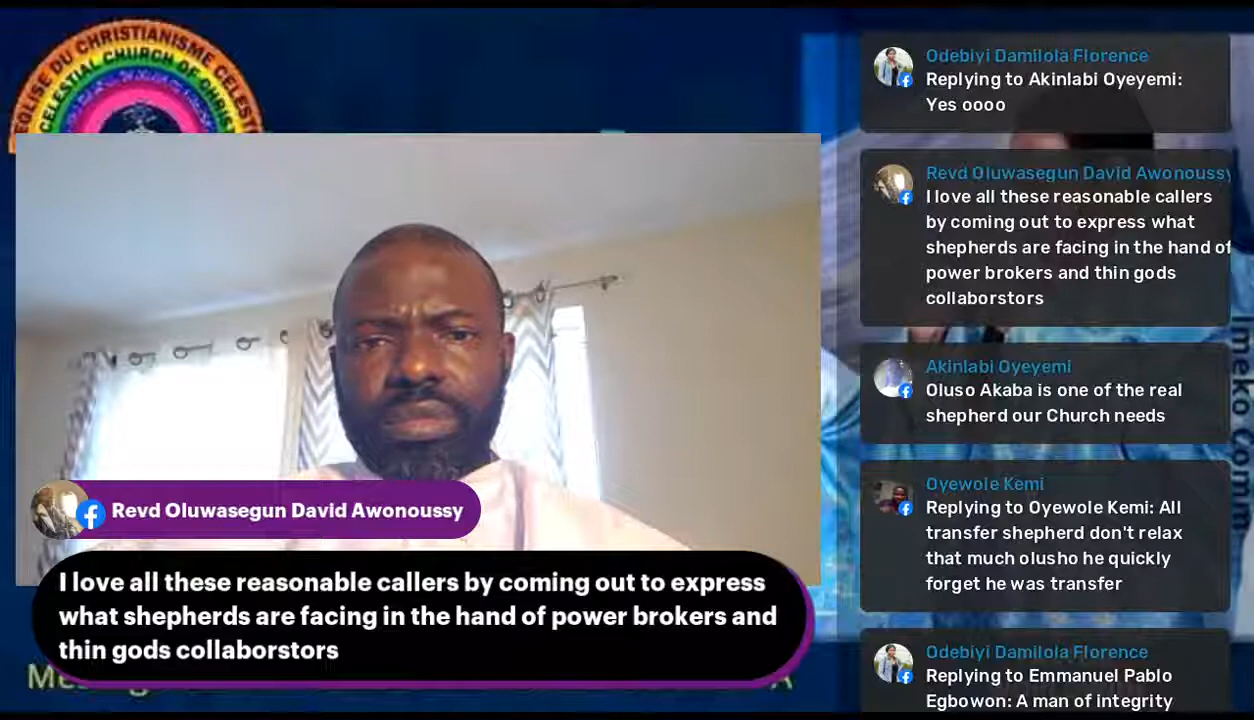 EGLISE DU CHRISTIANISME CELESTE
CELESTIAL CHURCH OF CHRIST
Revd Oluwasegun David Awonoussy
I love all these reasonable callers by coming out to express
what shepherds are facing in the hand of power brokers and
thin gods collaborstors
Odebiyi Damilola Florence
Replying to Akinlabi Oyeyemi:
Yes oooo
Revd Oluwasegun David Awonoussy
I love all these reasonable callers
by coming out to express what
shepherds are facing in the hand of
power brokers and thin gods
collaborstors
Akinlabi Oyeyemi
Oluso Akaba is one of the real
shepherd our Church needs
Oyewole Kemi
Replying to Oyewole Kemi: All
transfer shepherd don't relax
that much olusho he quickly
forget he was transfer
Odebiyi Damilola Florence
Replying to Emmanuel Pablo
Egbowon: A man of integrity
Imeko